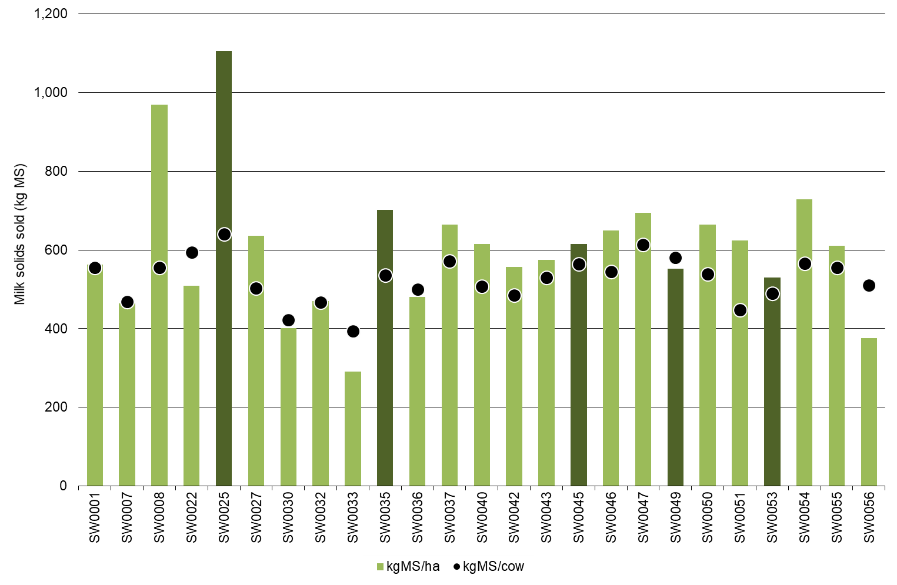 1,200
1,000
800
600
400
200
0
Milk solids sold (kg MS)
SW0001
SW0007
SW0008
SW0022
SW0025
SW0027
SW0030
SW0032
SW0033
SW0035
SW0036
SW0037
SW0040
SW0042
SW0043
SW0045
SW0046
SW0047
SW0049
SW0050
SW0051
SW0053
SW0054
SW0055
SW0056
kgMS/ha kgMS/cow